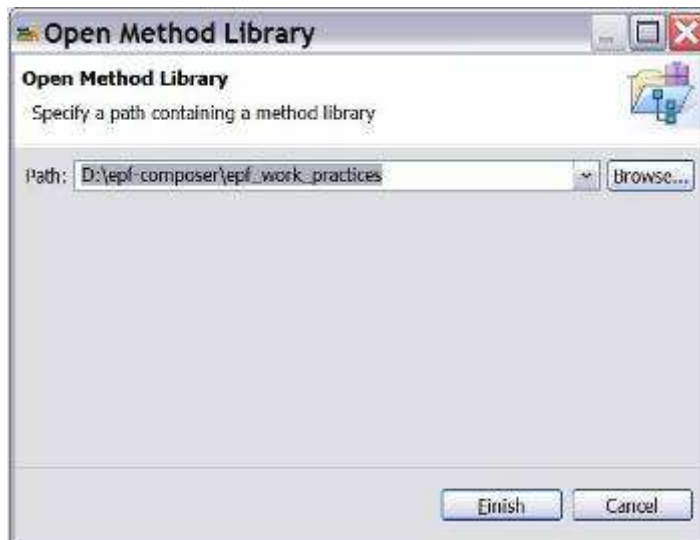 Open Method Library
Open Method Library
Specify a path containing a method library
Path: D:\epf-composer\epf_work_practices Browse...
Finish Cancel